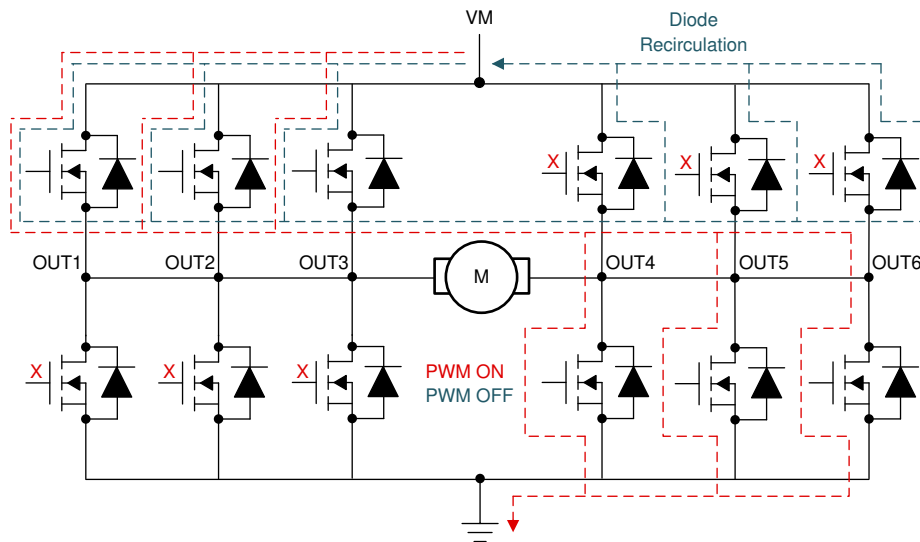 VM
Diode
Recirculation
X
X
X
OUT1
OUT2
OUT3
M
OUT4
OUT5
OUT6
X
X
X
PWM ON
PWM OFF